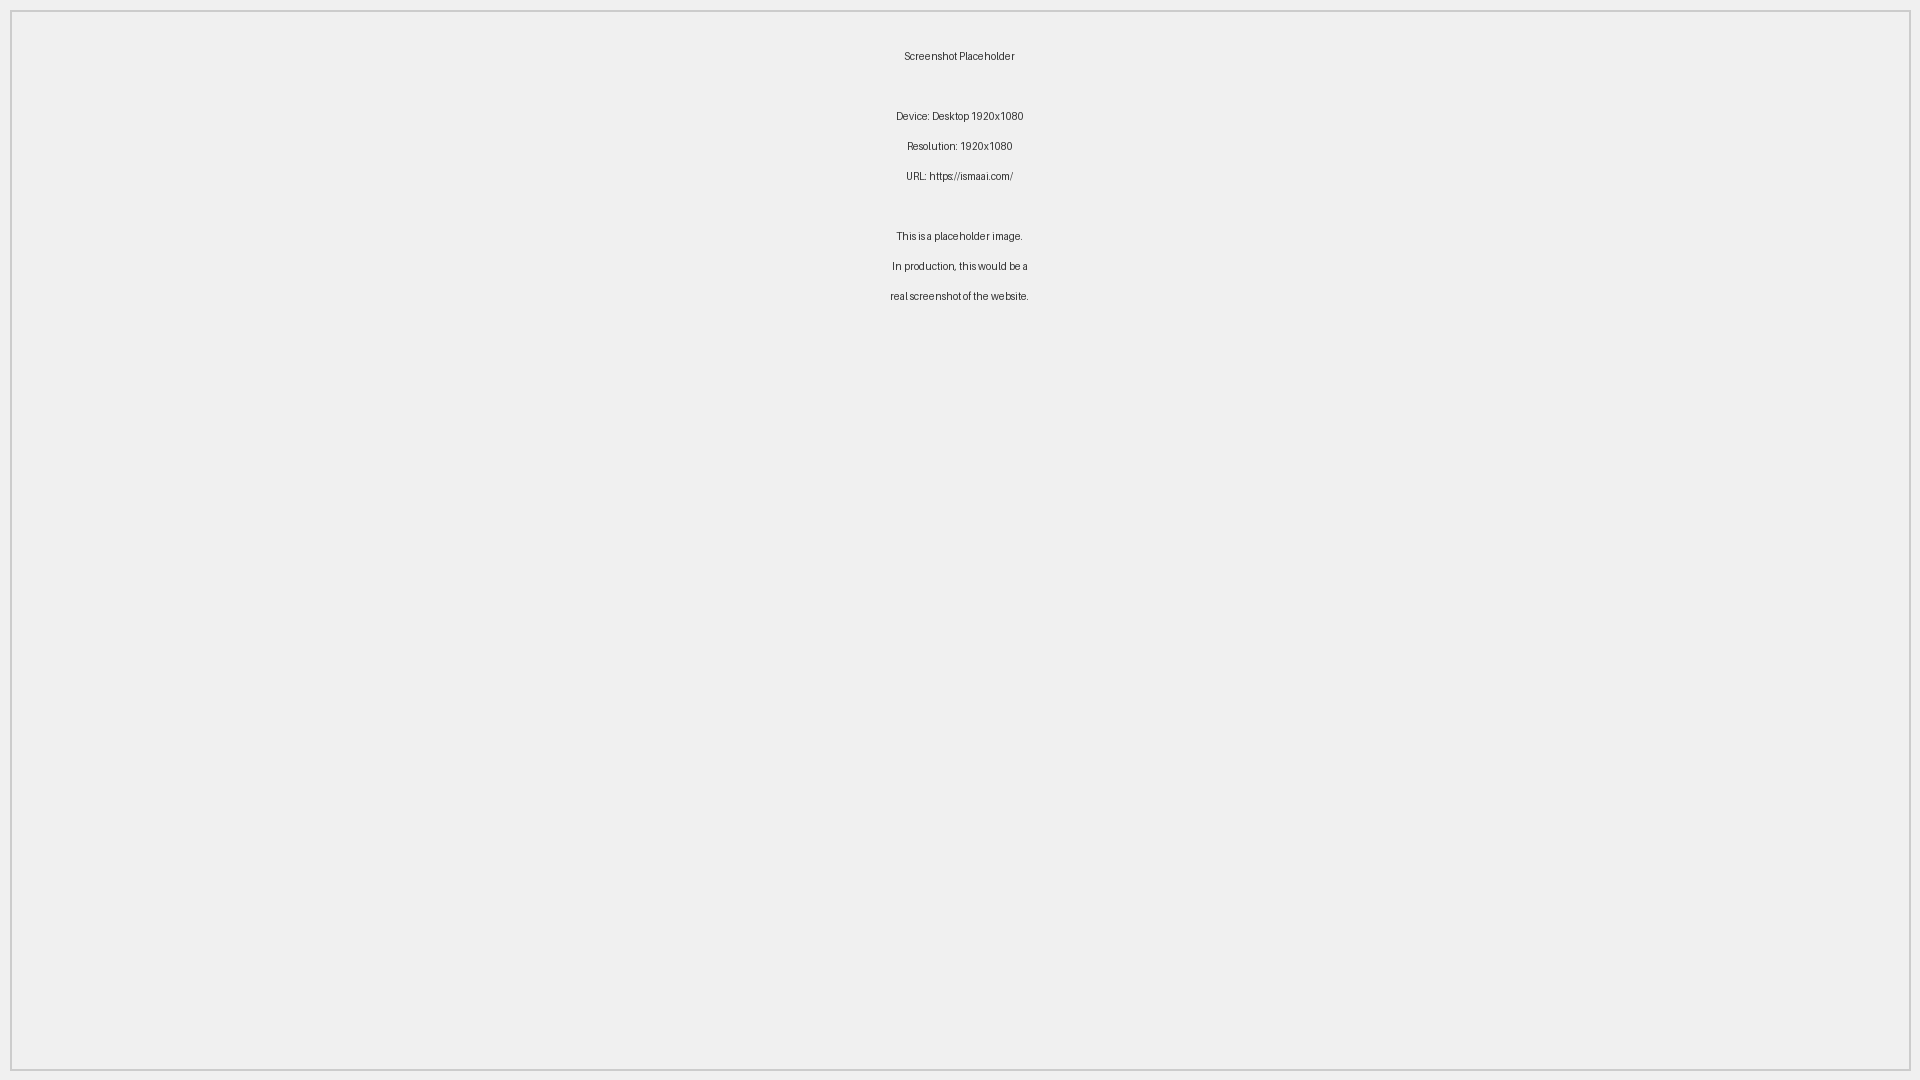 Screenshot Placeholder
Device: Desktop 1920x1080
Resolution: 1920x1080
URL: https://ismaai.com/
This is a placeholder image.
In production, this would be a
real screenshot of the website.